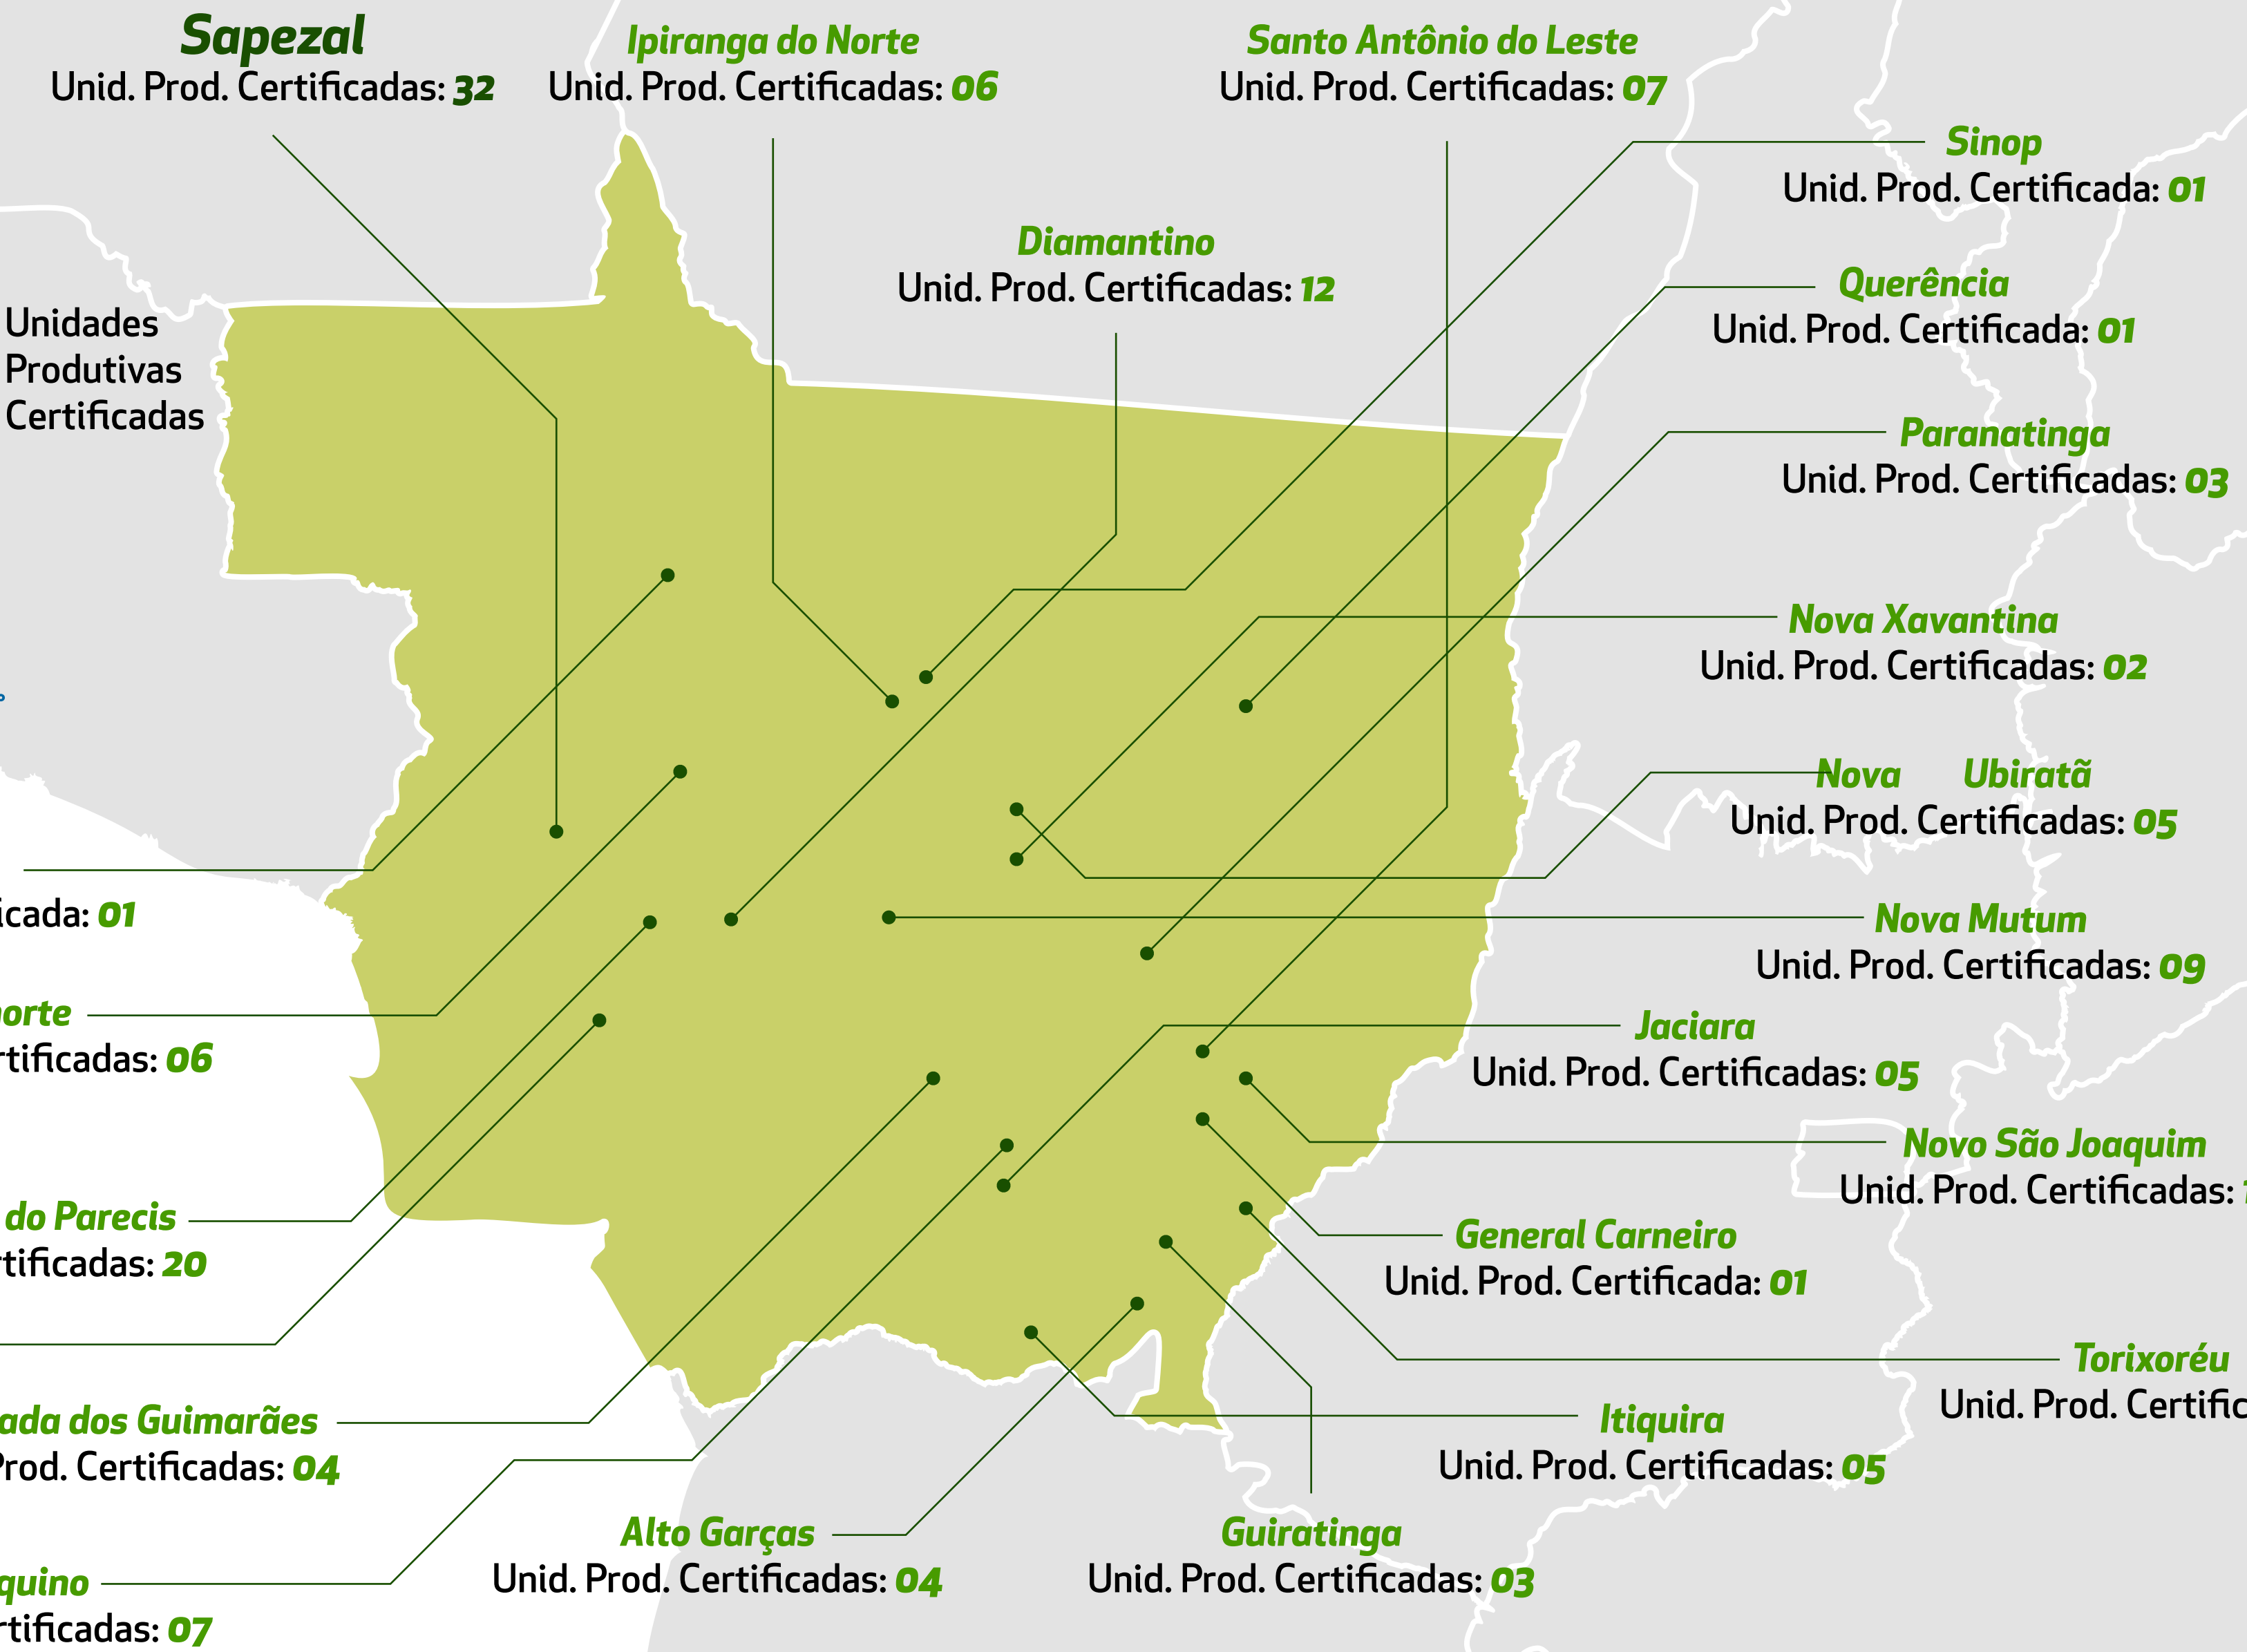 Sapezal
Unid. Prod. Certificadas: 32
Ipiranga do Norte
Unid. Prod. Certificadas: 06
Santo Antônio do Leste
Unid. Prod. Certificadas: 07
Sinop
Unid. Prod. Certificada: 01
Diamantino
Unid. Prod. Certificadas: 12
Querência
Unid. Prod. Certificada: 01
Unidades
Produtivas
Certificadas
Paranatinga
Unid. Prod. Certificadas: 03
Nova Xavantina
Unid. Prod. Certificadas: 02
Nova Ubiratã
Unid. Prod. Certificadas: 05
icada: 01
Nova Mutum
Unid. Prod. Certificadas: 09
orte
rtificadas: 06
Jaciara
Unid. Prod. Certificadas: 05
Novo São Joaquim
Unid. Prod. Certificadas:
do Parecis
rtificadas: 20
General Carneiro
Unid. Prod. Certificada: 01
Torixoréu
Unid. Prod. Certific
ada dos Guimarães
Prod. Certificadas: 04
Itiquira
Unid. Prod. Certificadas: 05
Alto Garças
Unid. Prod. Certificadas: 04
Guiratinga
Unid. Prod. Certificadas: 03
quino
rtificadas: 07